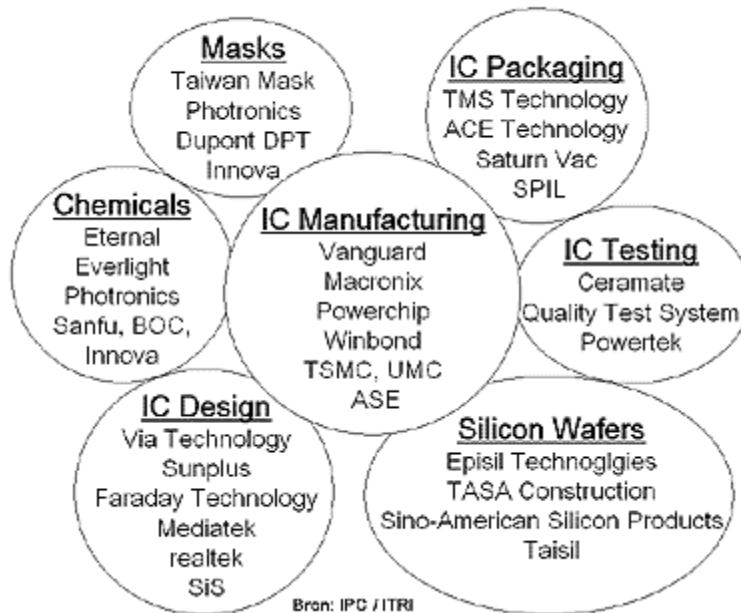 Masks
Taiwan Mask
Photronics
Dupont DPT
Innova
IC Packaging
TMS Technology
ACE Technology
Saturn Vac
SPIL
Chemicals
Eternal
Everlight
Photronics
Sanfu, BOC,
Innova
IC Manufacturing
Vanguard
Macronix
Powerchip
Winbond
TSMC, UMC
ASE
IC Testing
Ceramate
Quality Test System
Powertek
IC Design
Via Technology
Sunplus
Faraday Technology
Mediatek
realtek
SiS
Silicon Wafers
Episil Technoglgies
TASA Construction
Sino-American Silicon Products
Taisil
Bron: IPC / ITRI